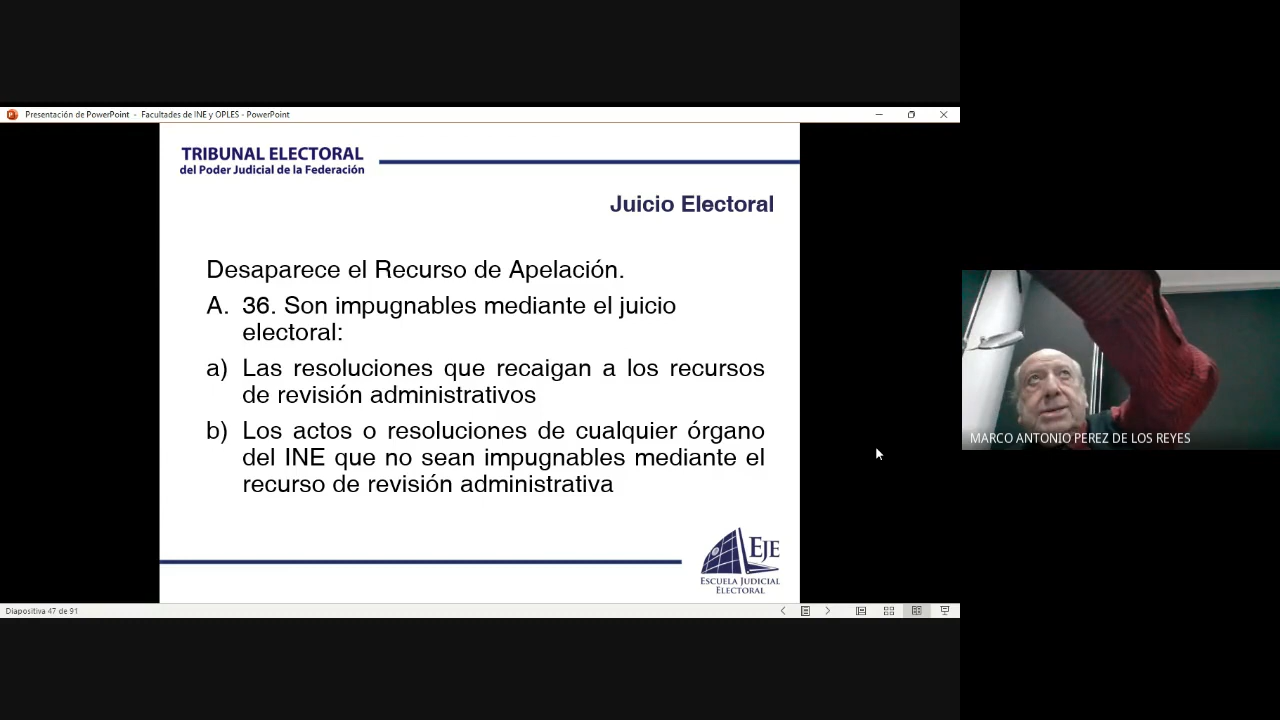 Presentación de PowerPoint - Facultades de INE y OPLES - PowerPoint
TRIBUNAL ELECTORAL
del Poder Judicial de la Federación
Juicio Electoral
Desaparece el Recurso de Apelación.
A. 36. Son impugnables mediante el juicio
electoral:
a) Las resoluciones que recaigan a los recursos
de revisión administrativos
b) Los actos o resoluciones de cualquier órgano
del INE que no sean impugnables mediante el
recurso de revisión administrativa
EJE
ESCUELA JUDICIAL
ELECTORAL
Diapositiva 47 de 91
MARCO ANTONIO PEREZ DE LOS REYES